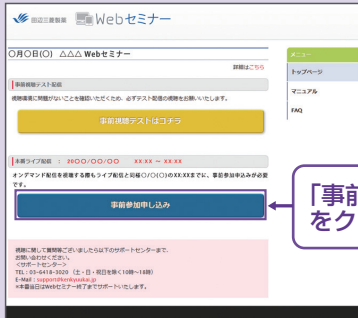 田辺三菱製薬 Webセミナー
〇月〇日(〇) △△△ Webセミナー
詳細はこちら
事前視聴テスト配信
視聴環境に問題がないことを確認いただくため、必ずテスト配信の視聴をお願いいたします。
事前視聴テストはコチラ
本番ライブ配信 : 20〇〇/〇〇/〇〇 XX:XX ～ XX:XX
オンデマンド配信を視聴する際もライブ配信と同様〇/〇(〇)のXX:XXまでに、事前参加申込みが必要
です。
事前参加申し込み
視聴に関して質問等ございましたら以下のサポートセンターまで、
お問い合わせください。
<サポートセンター>
TEL：03-6418-3020 （土・日・祝日を除く10時～18時）
E-Mail：support@kenkyuukai.jp
※本番当日はWebセミナー終了までサポートいたします。
メニュー
トップページ
マニュアル
FAQ
「事前
をク